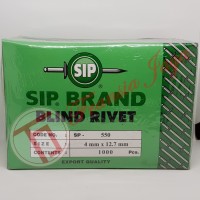 SIP
SIP BRAND
BLIND RIVET
CODE NO. : SP - 550
SIZE : 4 mm x 12,7 mm
CONTENTS : 1000 Pcs.
EXPORT QUALITY